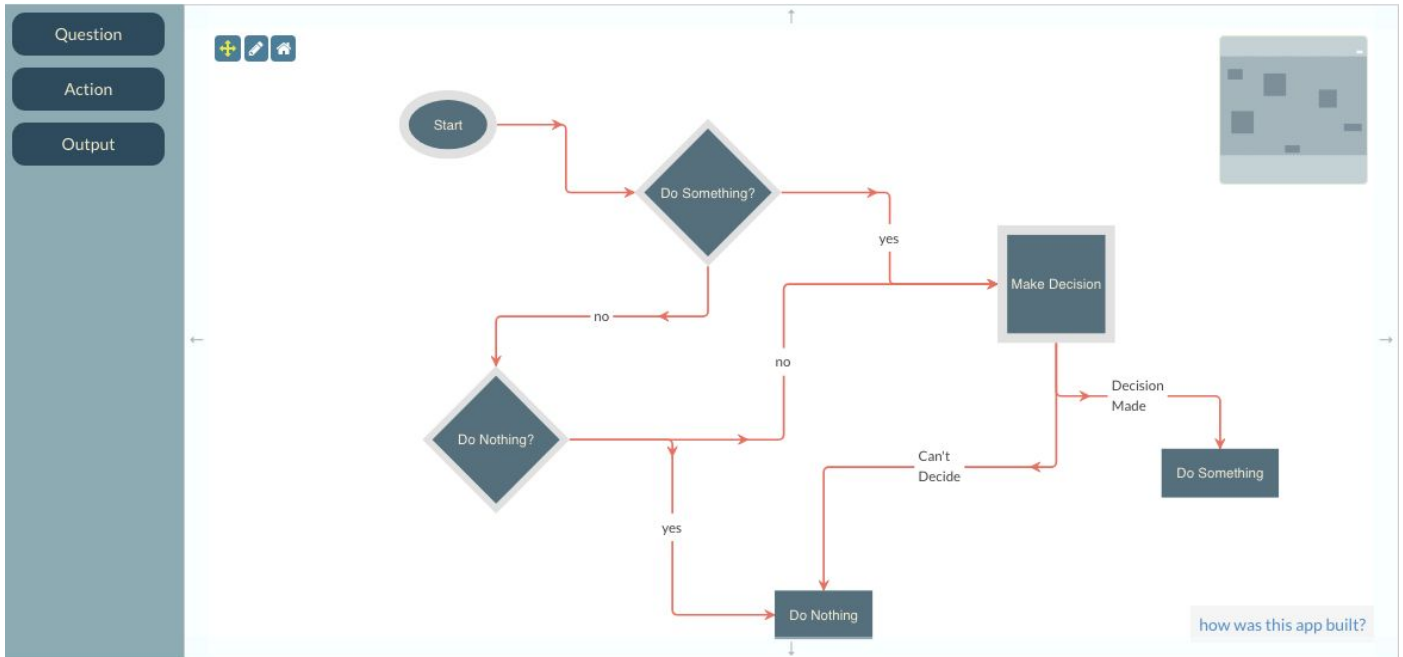 Question
Action
Output
Start
Do Something?
yes
Make Decision
no
no
Do Nothing?
Decision
Made
Can't
Decide
Do Something
yes
Do Nothing
how was this app built?